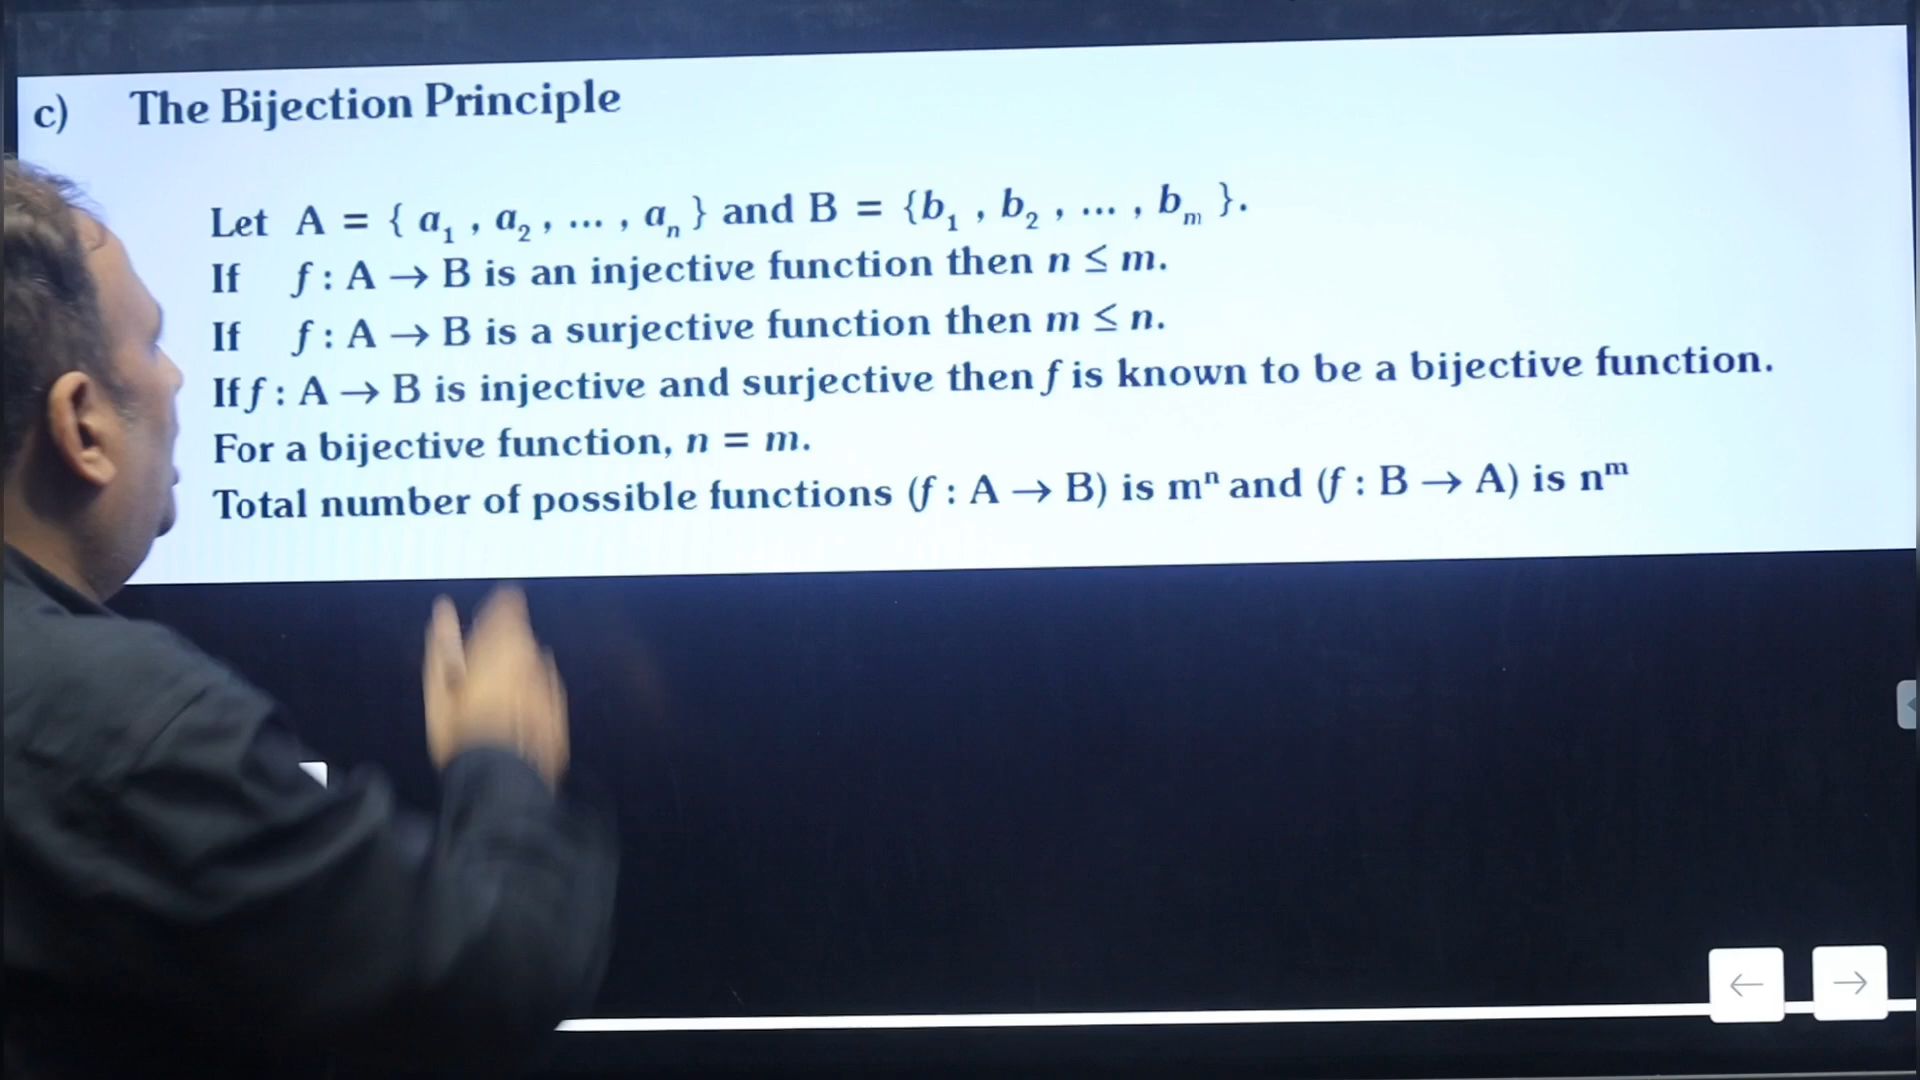 c) The Bijection Principle
Let A = { a₁ , a₂ , ... , aₙ } and B = {b₁ , b₂ , ... , bₘ }.
If f : A → B is an injective function then n ≤ m.
If f : A → B is a surjective function then m ≤ n.
If f : A → B is injective and surjective then f is known to be a bijective function.
For a bijective function, n = m.
Total number of possible functions (f : A → B) is mⁿ and (f : B → A) is nᵐ